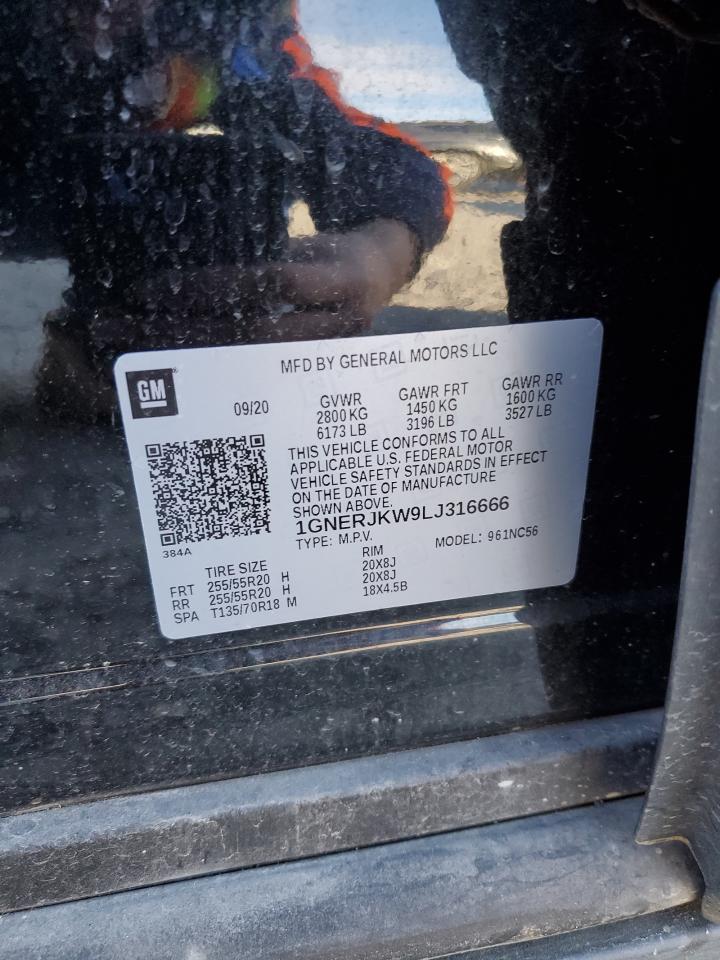 MFD BY GENERAL MOTORS LLC
GM
09/20
GVWR GAWR FRT GAWR RR
2800 KG 1450 KG 1600 KG
6173 LB 3196 LB 3527 LB
THIS VEHICLE CONFORMS TO ALL
APPLICABLE U.S. FEDERAL MOTOR
VEHICLE SAFETY STANDARDS IN EFFECT
ON THE DATE OF MANUFACTURE
SHOWN ABOVE.
1GNERJKW9LJ316666
384A
TYPE: M.P.V. MODEL: 961NC56
TIRE SIZE RIM
FRT 255/55R20 H 20X8J
RR 255/55R20 H 20X8J
SPA T135/70R18 M 18X4.5B